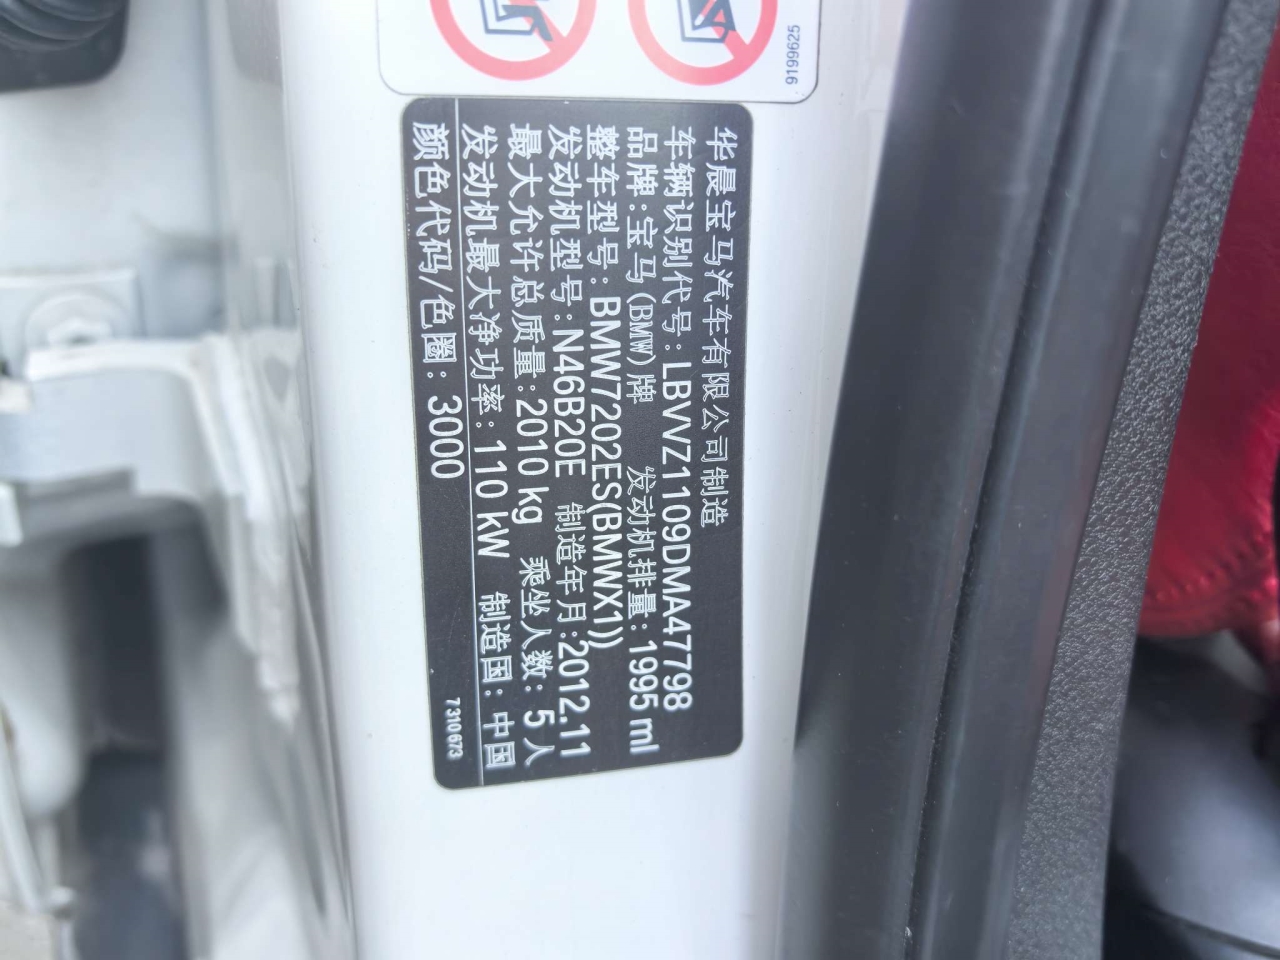 9199625
华晨宝马汽车有限公司制造
车辆识别代号: LBVVZ1109DMA47798
品牌:宝马(BMW)牌 发动机排量: 1995 ml
整车型号: BMW7202ES(BMWX1))
发动机型号: N46B20E 制造年月:2012.11
最大允许总质量:2010 kg 乘坐人数: 5人
发动机最大净功率: 110 kW 制造国: 中国
颜色代码/色圈: 3000
7 310 673